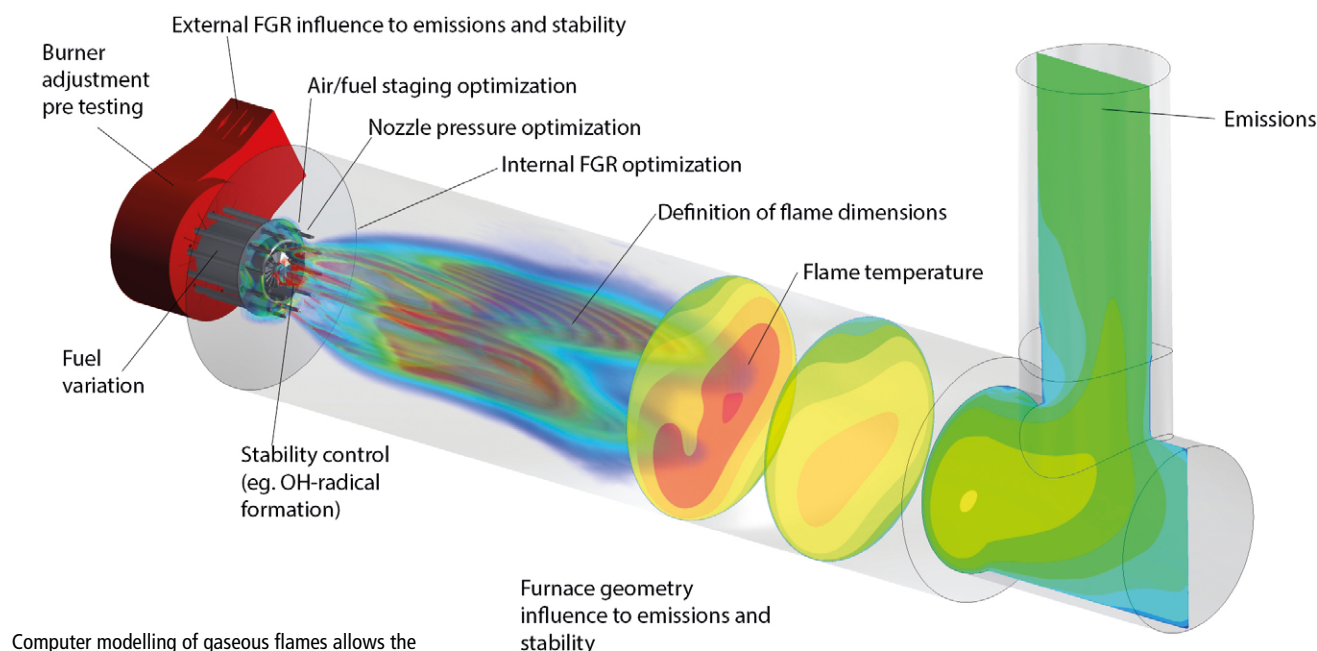 External FGR influence to emissions and stability
Burner
adjustment
pre testing
Air/fuel staging optimization
Nozzle pressure optimization
Internal FGR optimization
Emissions
Definition of flame dimensions
Flame temperature
Fuel
variation
Stability control
(eg. OH-radical
formation)
Furnace geometry
influence to emissions and
stability
Computer modelling of gaseous flames allows the